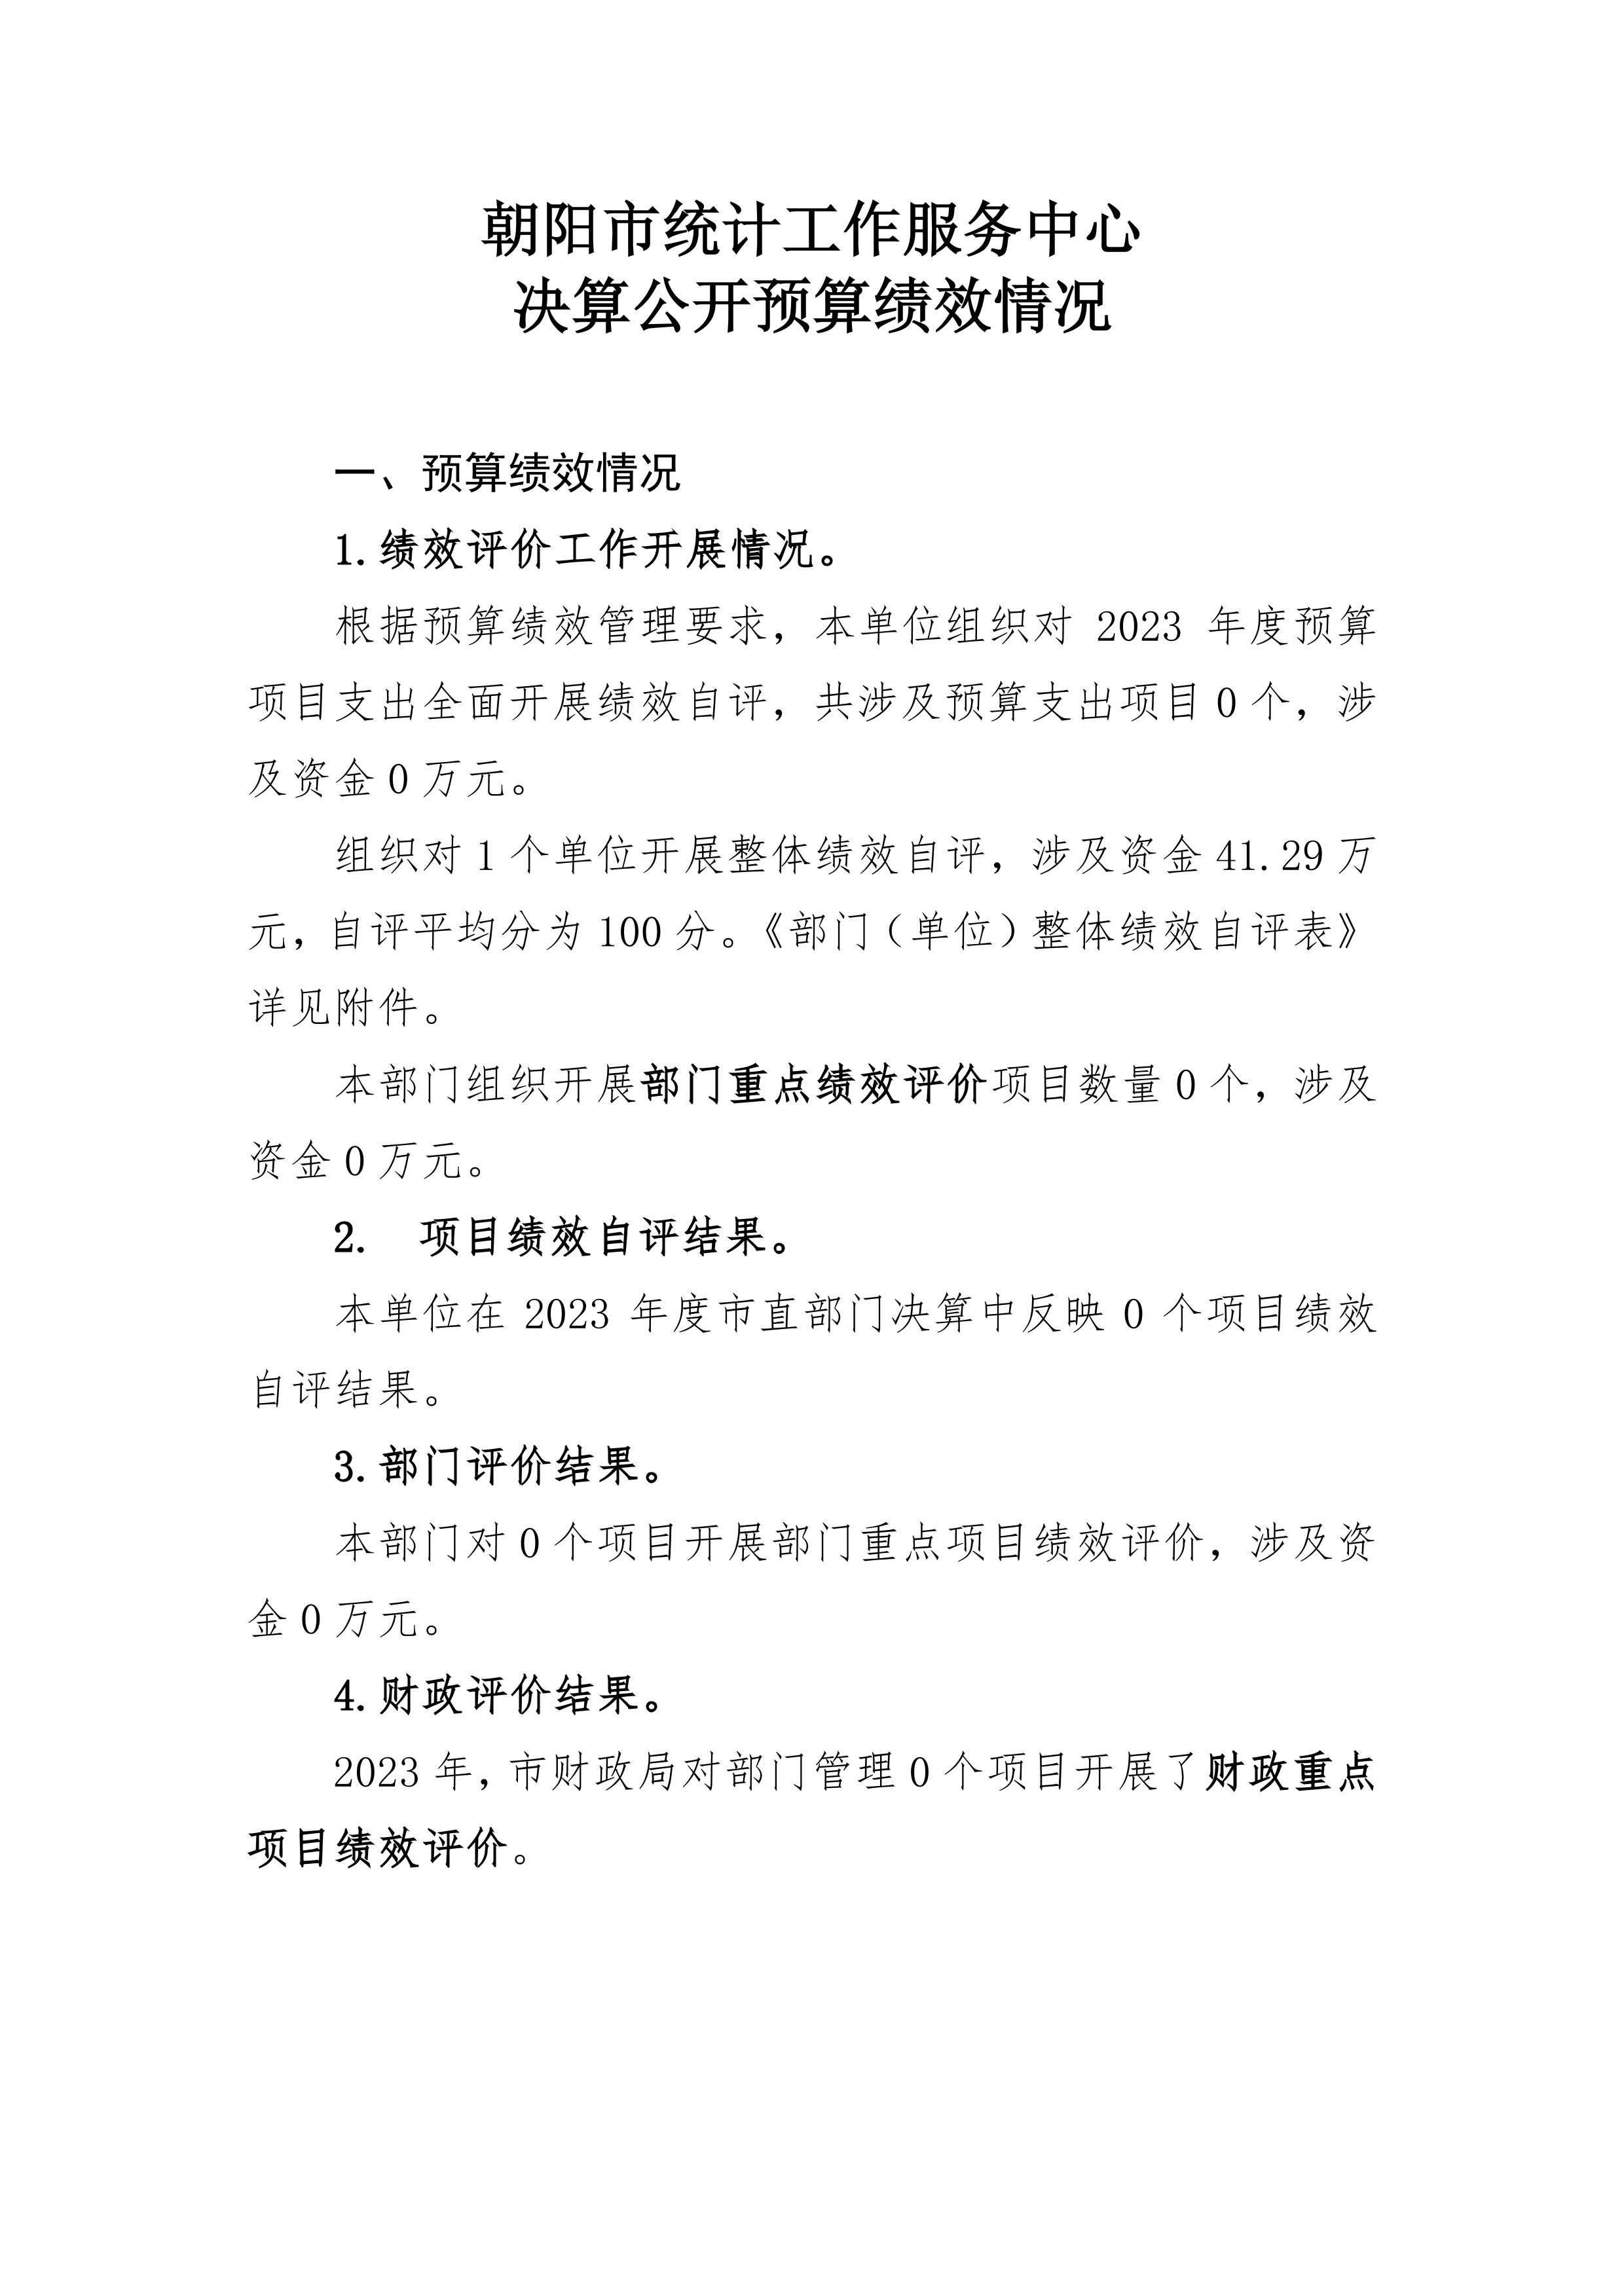 朝阳市统计工作服务中心
决算公开预算绩效情况
一、预算绩效情况
1.绩效评价工作开展情况。
根据预算绩效管理要求，本单位组织对 2023 年度预算
项目支出全面开展绩效自评，共涉及预算支出项目0个，涉
及资金0万元。
组织对1个单位开展整体绩效自评，涉及资金41.29万
元，自评平均分为100分。《部门（单位）整体绩效自评表》
详见附件。
本部门组织开展部门重点绩效评价项目数量0个，涉及
资金0万元。
2. 项目绩效自评结果。
本单位在 2023 年度市直部门决算中反映 0 个项目绩效
自评结果。
3.部门评价结果。
本部门对0个项目开展部门重点项目绩效评价，涉及资
金0万元。
4.财政评价结果。
2023年，市财政局对部门管理0个项目开展了财政重点
项目绩效评价。